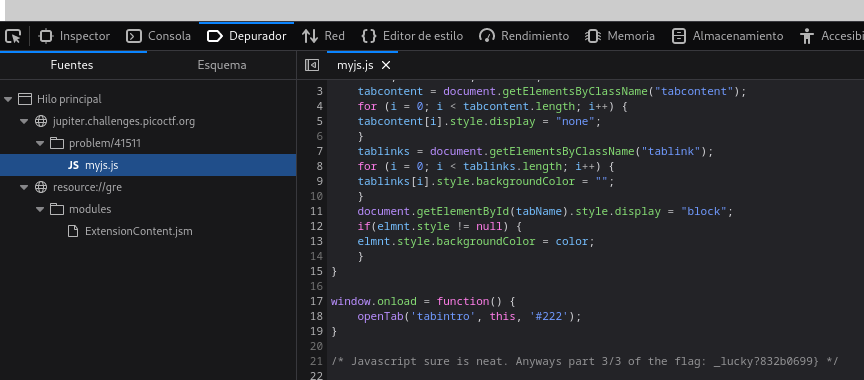 Inspector Consola Depurador Red Editor de estilo Rendimiento Memoria Almacenamiento Accesibi
Fuentes Esquema myjs.js
Hilo principal
jupiter.challenges.picoctf.org
problem/41511
JS myjs.js
resource://gre
modules
ExtensionContent.jsm
3 tabcontent = document.getElementsByClassName("tabcontent");
4 for (i = 0; i < tabcontent.length; i++) {
5 tabcontent[i].style.display = "none";
6 }
7 tablinks = document.getElementsByClassName("tablink");
8 for (i = 0; i < tablinks.length; i++) {
9 tablinks[i].style.backgroundColor = "";
10 }
11 document.getElementById(tabName).style.display = "block";
12 if(elmnt.style != null) {
13 elmnt.style.backgroundColor = color;
14 }
15 }
16
17 window.onload = function() {
18 openTab('tabintro', this, '#222');
19 }
20
21 /* Javascript sure is neat. Anyways part 3/3 of the flag: _lucky?832b0699} */
22